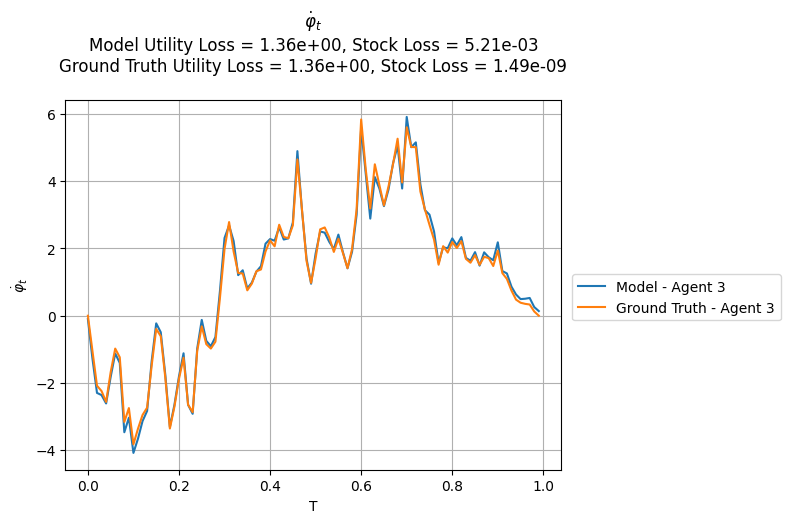 φ̇ₜ
Model Utility Loss = 1.36e+00, Stock Loss = 5.21e-03
Ground Truth Utility Loss = 1.36e+00, Stock Loss = 1.49e-09
6
4
2
0
−2
−4
φ̇ₜ
0.0 0.2 0.4 0.6 0.8 1.0
T
Model - Agent 3
Ground Truth - Agent 3